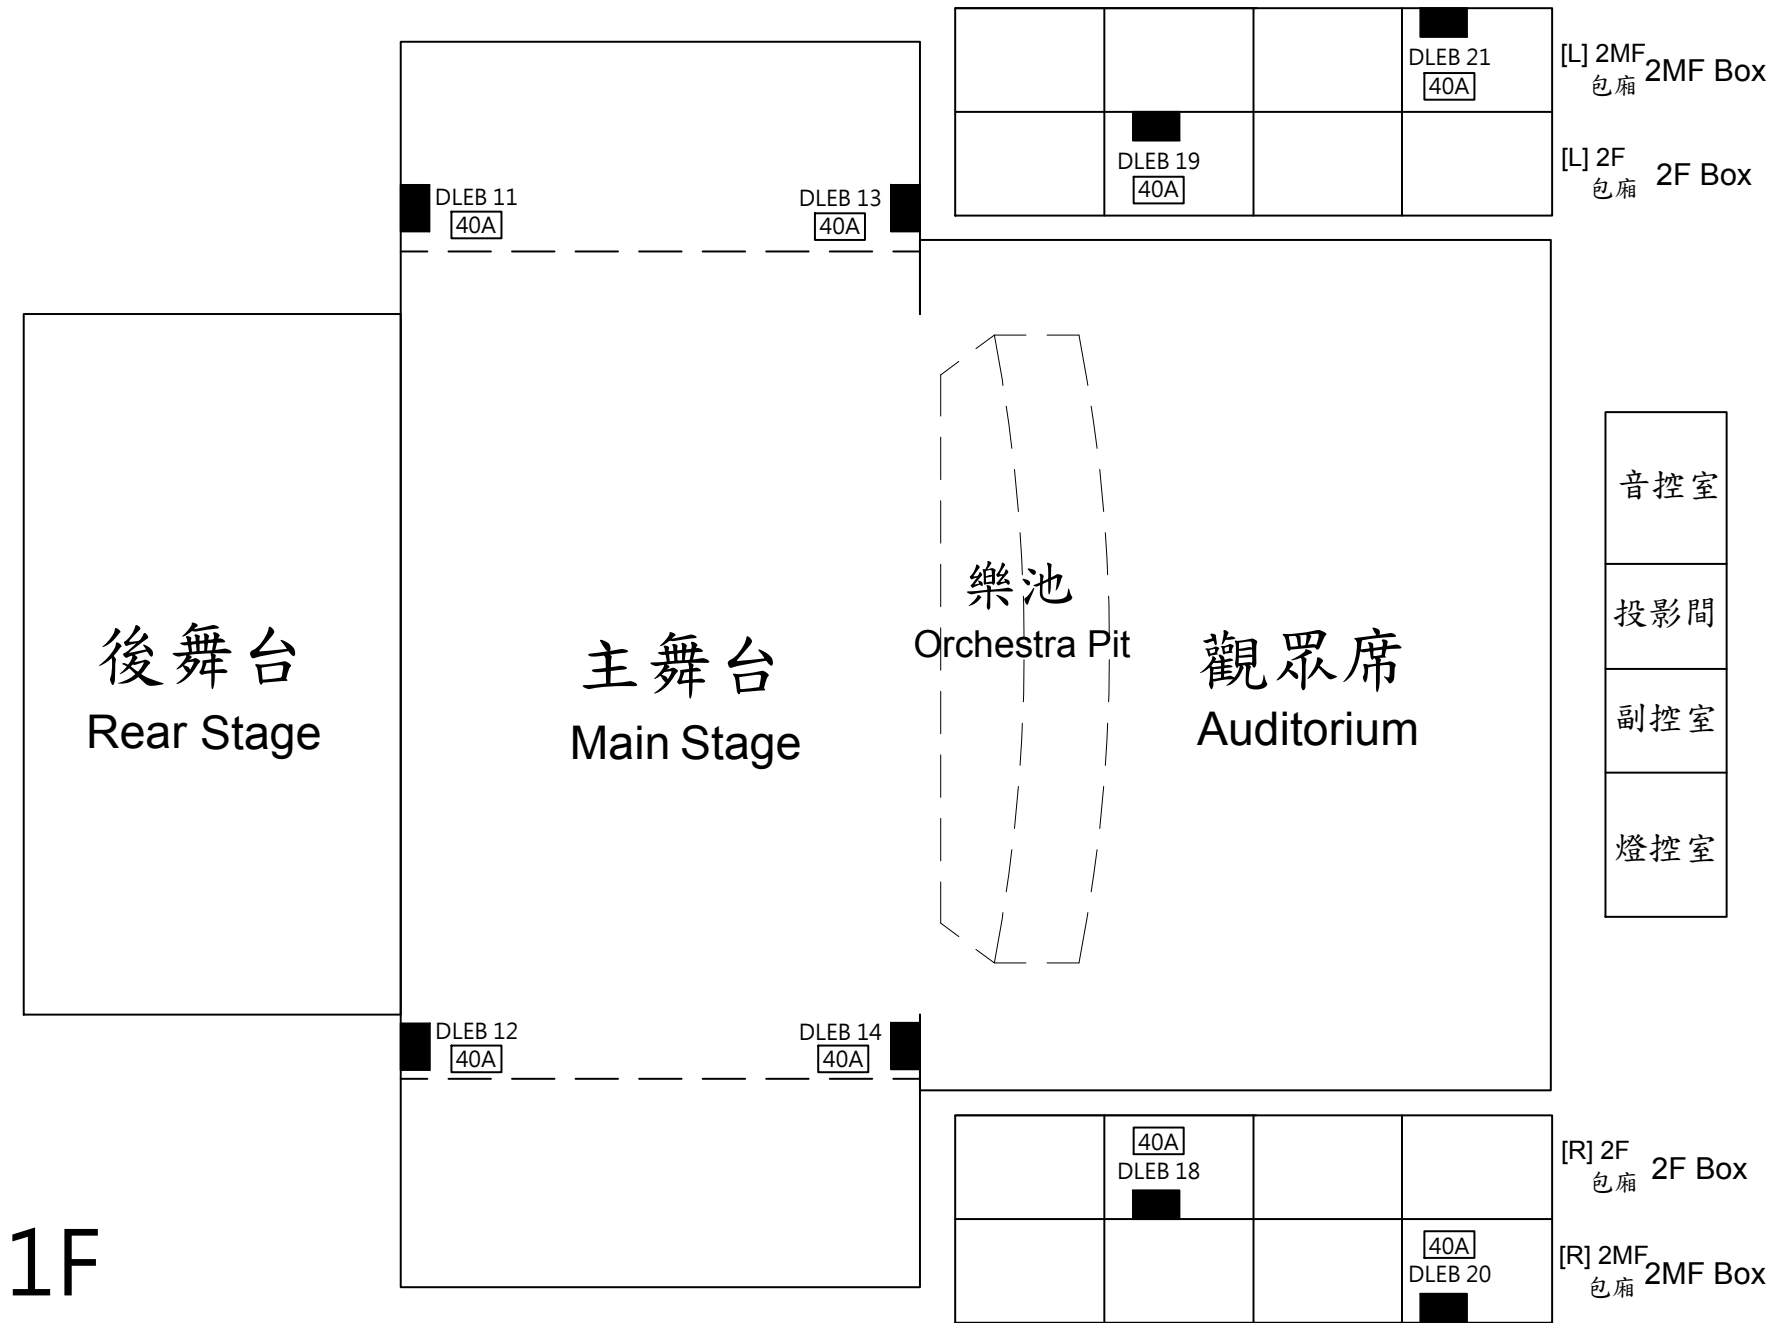 DLEB 21
40A
[L] 2MF
包廂
2MF Box
DLEB 19
40A
[L] 2F
包廂
2F Box
DLEB 11
40A
DLEB 13
40A
音控室
投影間
副控室
燈控室
後舞台
Rear Stage
主舞台
Main Stage
樂池
Orchestra Pit
觀眾席
Auditorium
DLEB 12
40A
DLEB 14
40A
40A
DLEB 18
[R] 2F
包廂
2F Box
40A
DLEB 20
[R] 2MF
包廂
2MF Box
1F